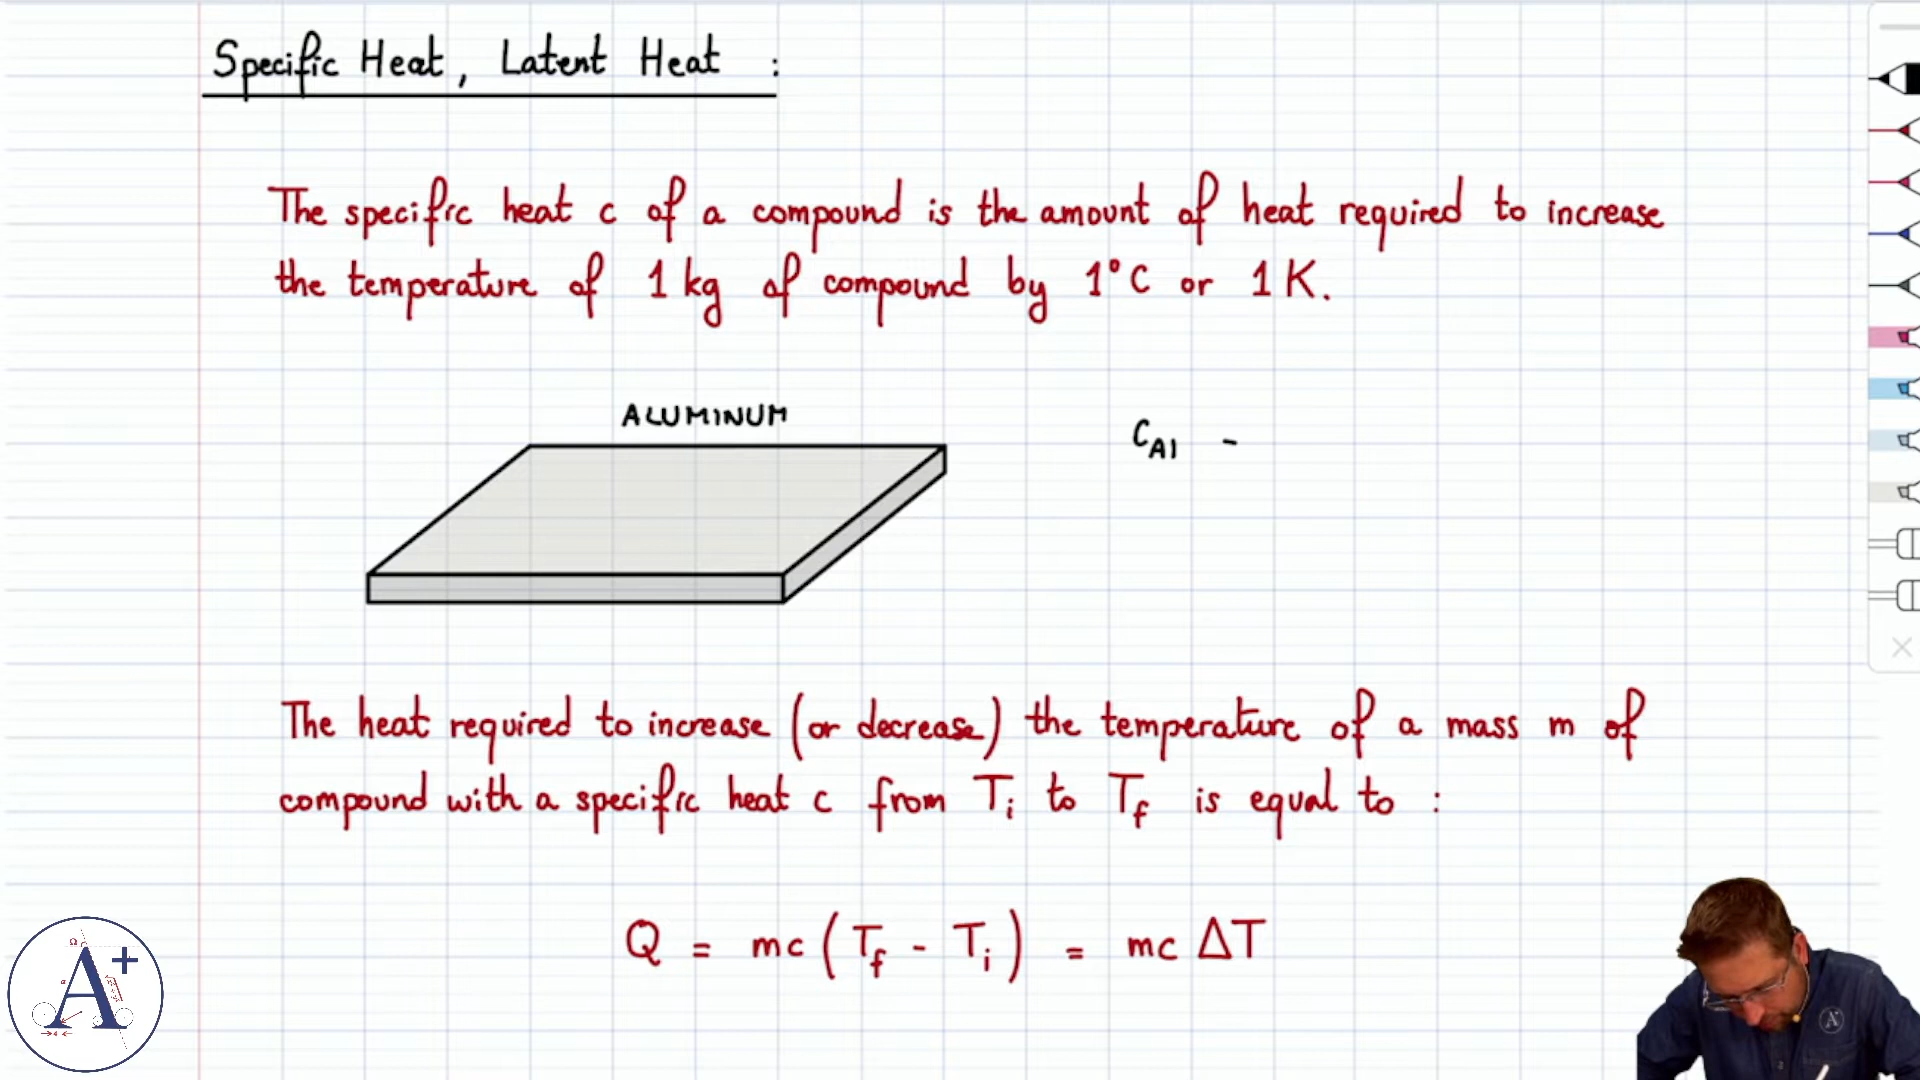 Specific Heat, Latent Heat :
The specific heat c of a compound is the amount of heat required to increase
the temperature of 1 kg of compound by 1°C or 1 K.
ALUMINUM
C_Al -
The heat required to increase (or decrease) the temperature of a mass m of
compound with a specific heat c from T_i to T_f is equal to :
Q = mc (T_f - T_i) = mc ΔT
A+